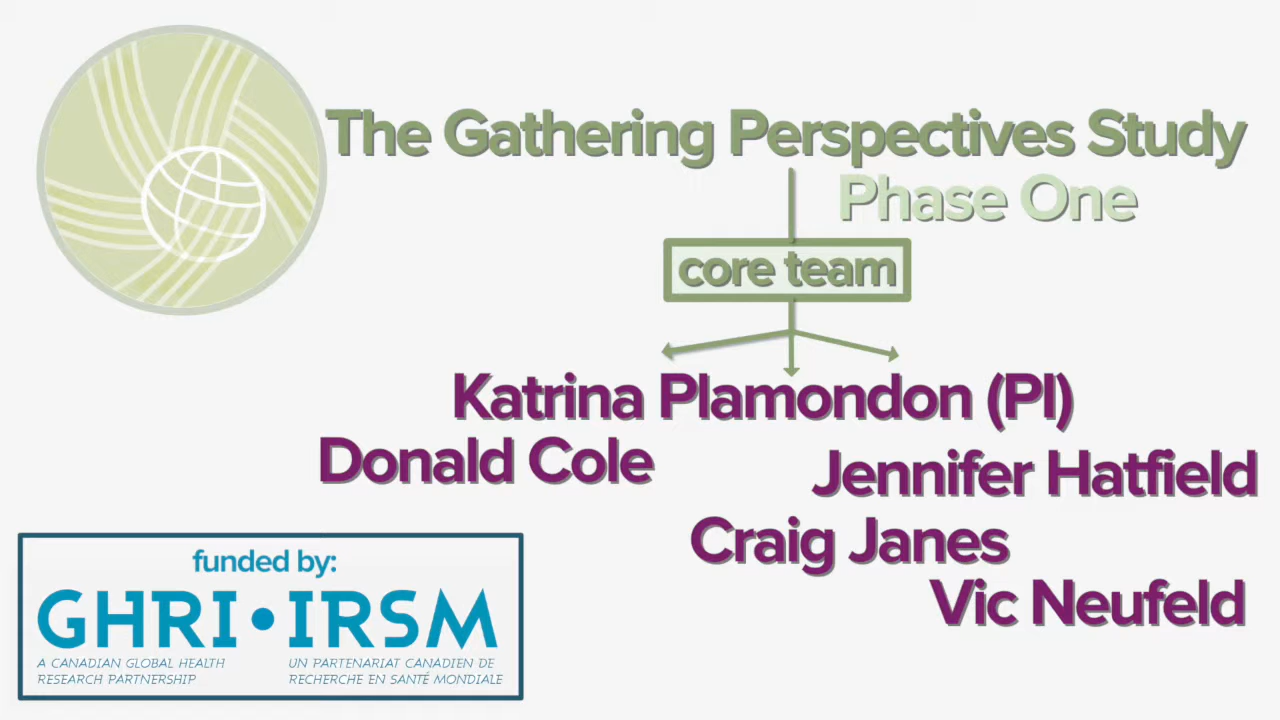 The Gathering Perspectives Study
Phase One
core team
Katrina Plamondon (PI)
Donald Cole
Jennifer Hatfield
Craig Janes
Vic Neufeld
funded by:
GHRI•IRSM
A CANADIAN GLOBAL HEALTH
RESEARCH PARTNERSHIP
UN PARTENARIAT CANADIEN DE
RECHERCHE EN SANTÉ MONDIALE